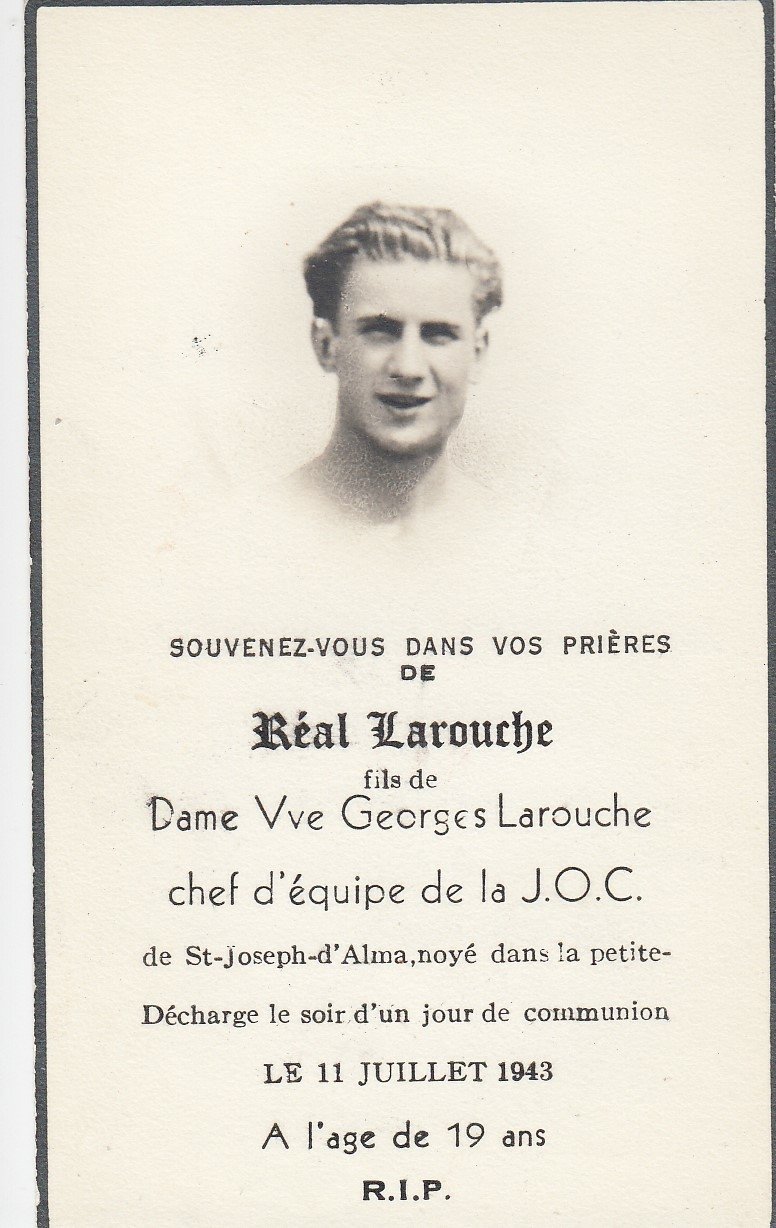 SOUVENEZ-VOUS DANS VOS PRIÈRES
DE
Réal Larouche
fils de
Dame Vve Georges Larouche
chef d'équipe de la J.O.C.
de St-Joseph-d'Alma, noyé dans la petite-
Décharge le soir d'un jour de communion
LE 11 JUILLET 1943
A l'age de 19 ans
R.I.P.